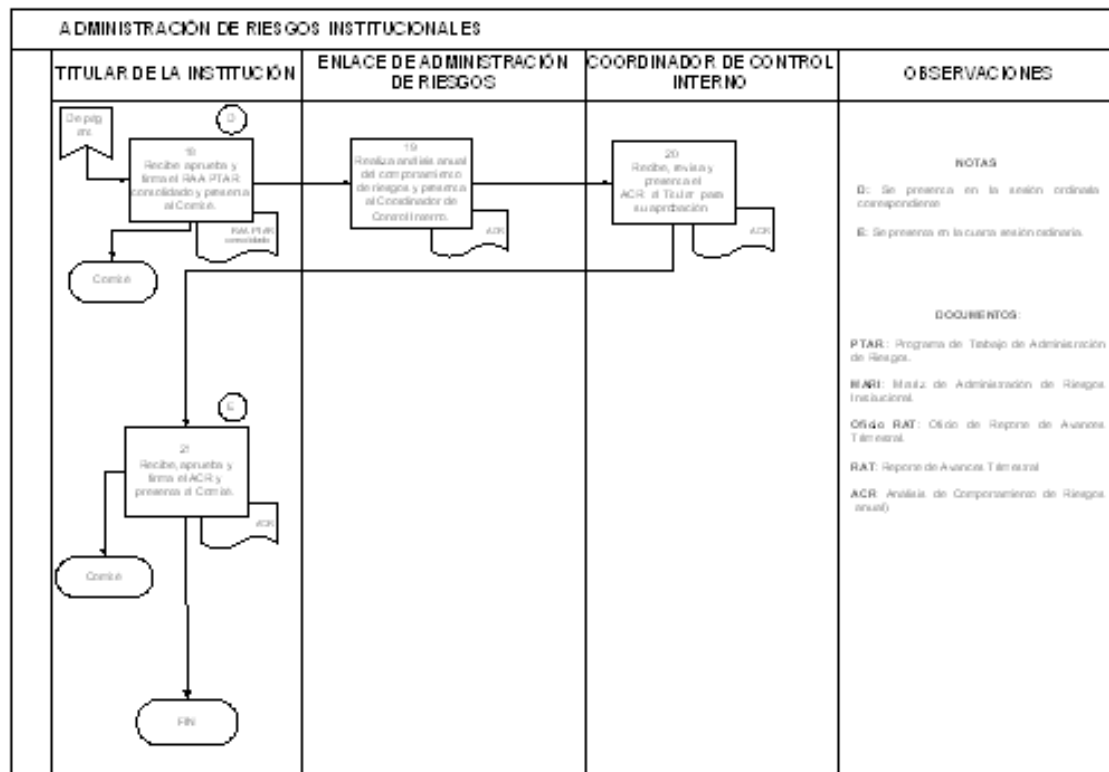 ADMINISTRACIÓN DE RIESGOS INSTITUCIONALES
TITULAR DE LA INSTITUCIÓN
ENLACE DE ADMINISTRACIÓN
DE RIESGOS
COORDINADOR DE CONTROL
INTERNO
OBSERVACIONES
De pág.
ant.
D
18
Recibe, aprueba y
firma el RAA PTAR
consolidado y presenta
al Comité.
RAA PTAR
consolidado
Comité
19
Realiza análisis anual
del comportamiento
de riesgos y presenta
al Coordinador de
Control Interno.
ACR
20
Recibe, revisa y
presenta el
ACR al Titular para
su aprobación
ACR
E
21
Recibe, aprueba y
firma el ACR y
presenta al Comité.
ACR
Comité
FIN
NOTAS
D: Se presenta en la sesión ordinaria
correspondiente
E: Se presenta en la cuarta sesión ordinaria.
DOCUMENTOS:
PTAR: Programa de Trabajo de Administración
de Riesgos.
MARI: Matriz de Administración de Riesgos
Institucional.
Oficio RAT: Oficio de Reporte de Avances
Trimestral.
RAT: Reporte de Avances Trimestral
ACR Análisis de Comportamiento de Riesgos
anual)